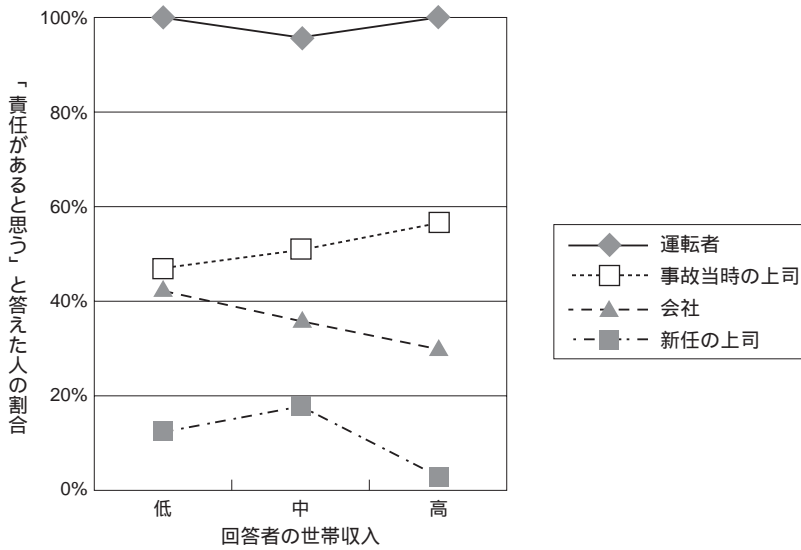 「責任があると思う」と答えた人の割合
100%
80%
60%
40%
20%
0%
低
中
高
回答者の世帯収入
運転者
事故当時の上司
会社
新任の上司